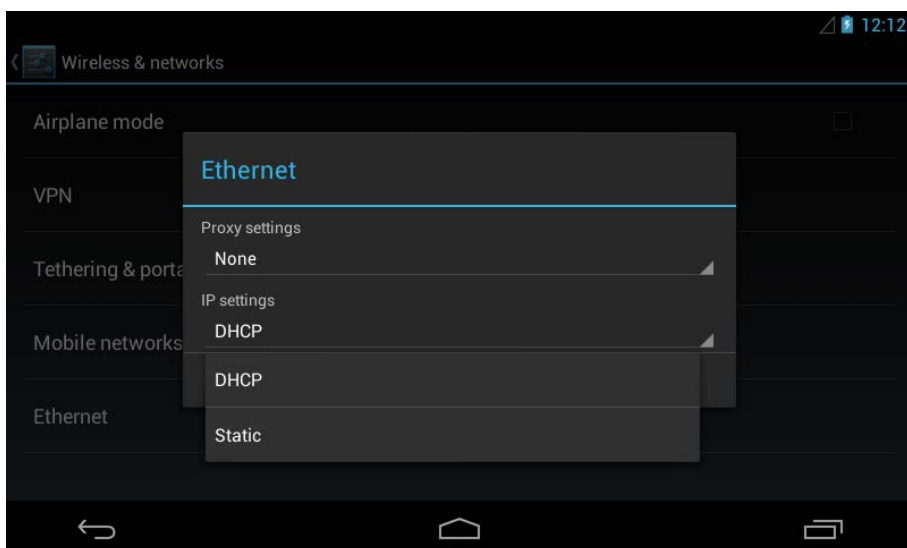 12:12
Wireless & networks
Airplane mode
Ethernet
VPN
Proxy settings
None
Tethering & porta
IP settings
DHCP
Mobile networks
DHCP
Ethernet
Static